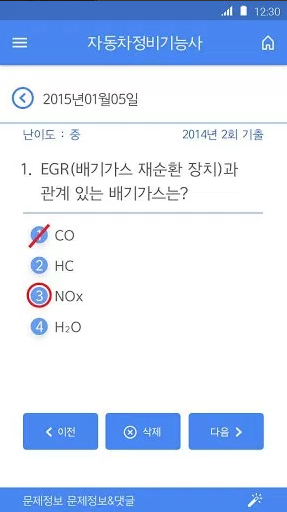 12:30
자동차정비기능사
2015년01월05일
난이도 : 중 2014년 2회 기출
1. EGR(배기가스 재순환 장치)과
관계 있는 배기가스는?
1 CO
2 HC
3 NOx
4 H₂O
이전 삭제 다음
문제정보 문제정보&댓글